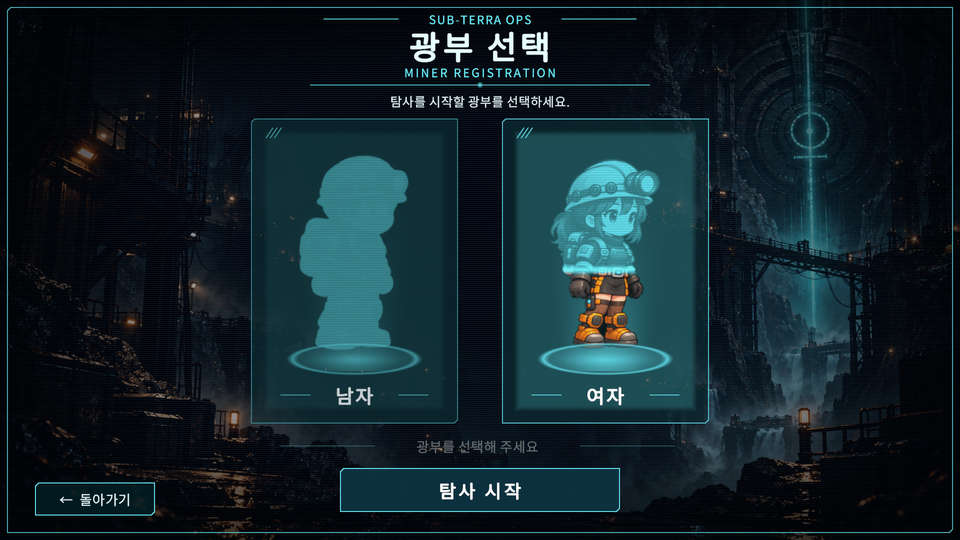 SUB-TERRA OPS
광부 선택
MINER REGISTRATION
탐사를 시작할 광부를 선택하세요.
남자
여자
광부를 선택해 주세요
탐사 시작
← 돌아가기